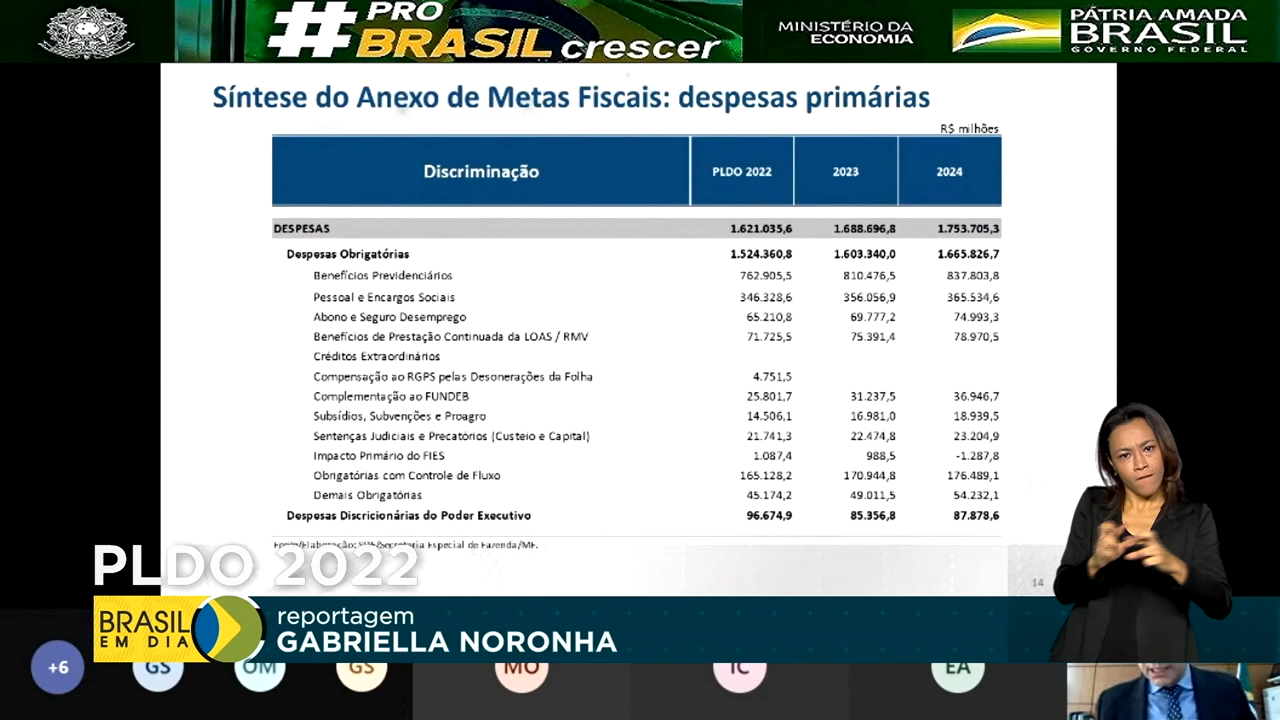 #PRO
BRASIL crescer
MINISTÉRIO DA
ECONOMIA
PÁTRIA AMADA
BRASIL
GOVERNO FEDERAL
Síntese do Anexo de Metas Fiscais: despesas primárias
R$ milhões
Discriminação PLDO 2022 2023 2024
DESPESAS 1.621.035,6 1.688.696,8 1.753.705,3
Despesas Obrigatórias 1.524.360,8 1.603.340,0 1.665.826,7
Benefícios Previdenciários 762.905,5 810.476,5 837.803,8
Pessoal e Encargos Sociais 346.328,6 356.056,9 365.534,6
Abono e Seguro Desemprego 65.210,8 69.777,2 74.993,3
Benefícios de Prestação Continuada da LOAS / RMV 71.725,5 75.391,4 78.970,5
Créditos Extraordinários
Compensação ao RGPS pelas Desonerações da Folha 4.751,5
Complementação ao FUNDEB 25.801,7 31.237,5 36.946,7
Subsídios, Subvenções e Proagro 14.506,1 16.981,0 18.939,5
Sentenças Judiciais e Precatórios (Custeio e Capital) 21.741,3 22.474,8 23.204,9
Impacto Primário do FIES 1.087,4 988,5 -1.287,8
Obrigatórias com Controle de Fluxo 165.128,2 170.944,8 176.489,1
Demais Obrigatórias 45.174,2 49.011,5 54.232,1
Despesas Discricionárias do Poder Executivo 96.674,9 85.356,8 87.878,6
Fonte/Elaboração: /Secretaria Especial de Fazenda/ME.
14
PLDO 2022
BRASIL
EM DIA
reportagem
GABRIELLA NORONHA
+6 GS OM GS MO IC EA